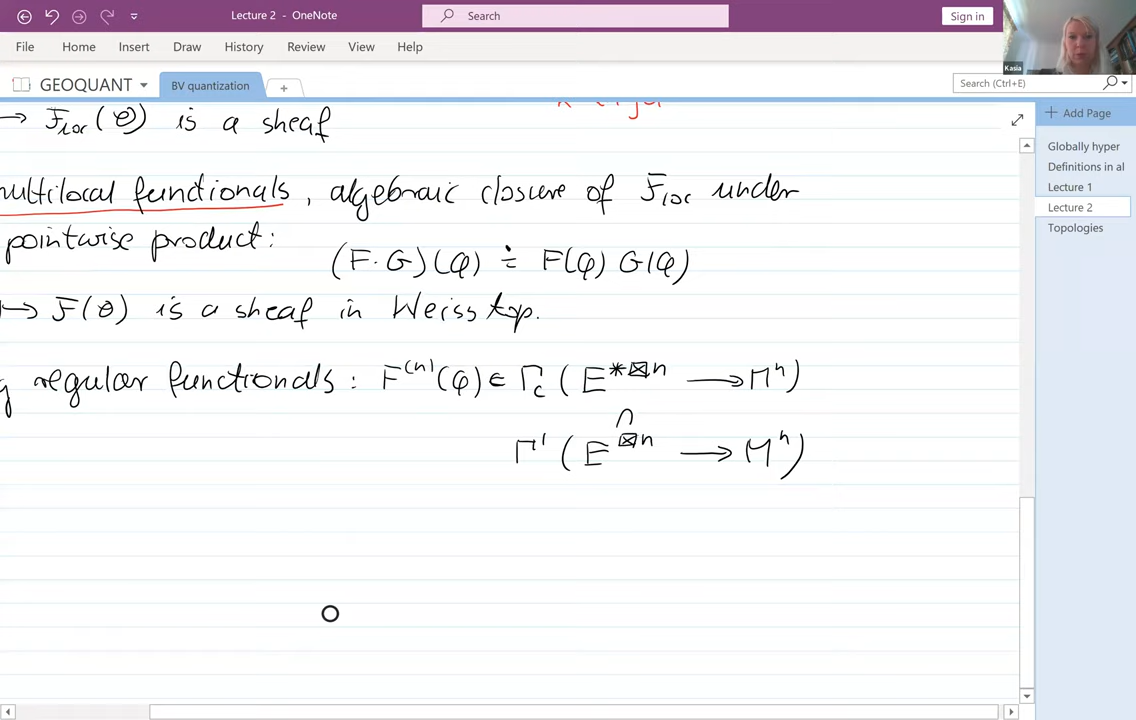 Lecture 2 - OneNote
Search
Sign in
File Home Insert Draw History Review View Help
Kasia
GEOQUANT
BV quantization
Search (Ctrl+E)
Add Page
Globally hyper
Definitions in al
Lecture 1
Lecture 2
Topologies
→ F_loc(O) is a sheaf
multilocal functionals, algebraic closure of F_loc under
pointwise product:
(F·G)(φ) ≐ F(φ) G(φ)
↦ F(O) is a sheaf in Weiss top.
regular functionals: F^(n)(φ) ∈ Γ_c (E^{*⊠n} → M^n)
∩
Γ' (E^{⊠n} → M^n)